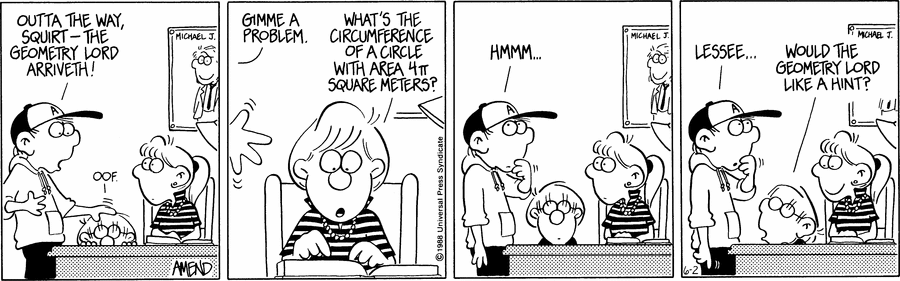 OUTTA THE WAY,
SQUIRT — THE
GEOMETRY LORD
ARRIVETH!
MICHAEL J.
A
OOF.
AMEND
GIMME A
PROBLEM.
WHAT'S THE
CIRCUMFERENCE
OF A CIRCLE
WITH AREA 4π
SQUARE METERS?
©1988 Universal Press Syndicate
HMMM...
MICHAEL J.
A
LESSEE...
WOULD THE
GEOMETRY LORD
LIKE A HINT?
MICHAEL J.
A
6-2